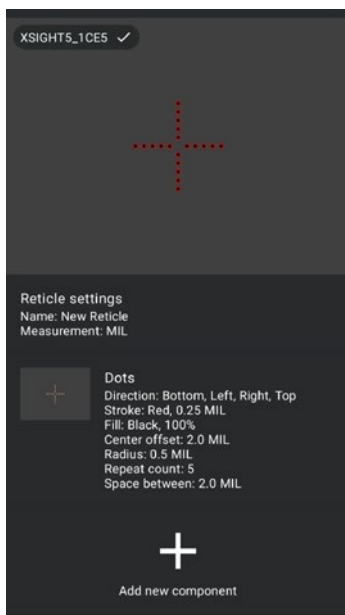 XSIGHT5_1CE5
Reticle settings
Name: New Reticle
Measurement: MIL
Dots
Direction: Bottom, Left, Right, Top
Stroke: Red, 0.25 MIL
Fill: Black, 100%
Center offset: 2.0 MIL
Radius: 0.5 MIL
Repeat count: 5
Space between: 2.0 MIL
Add new component